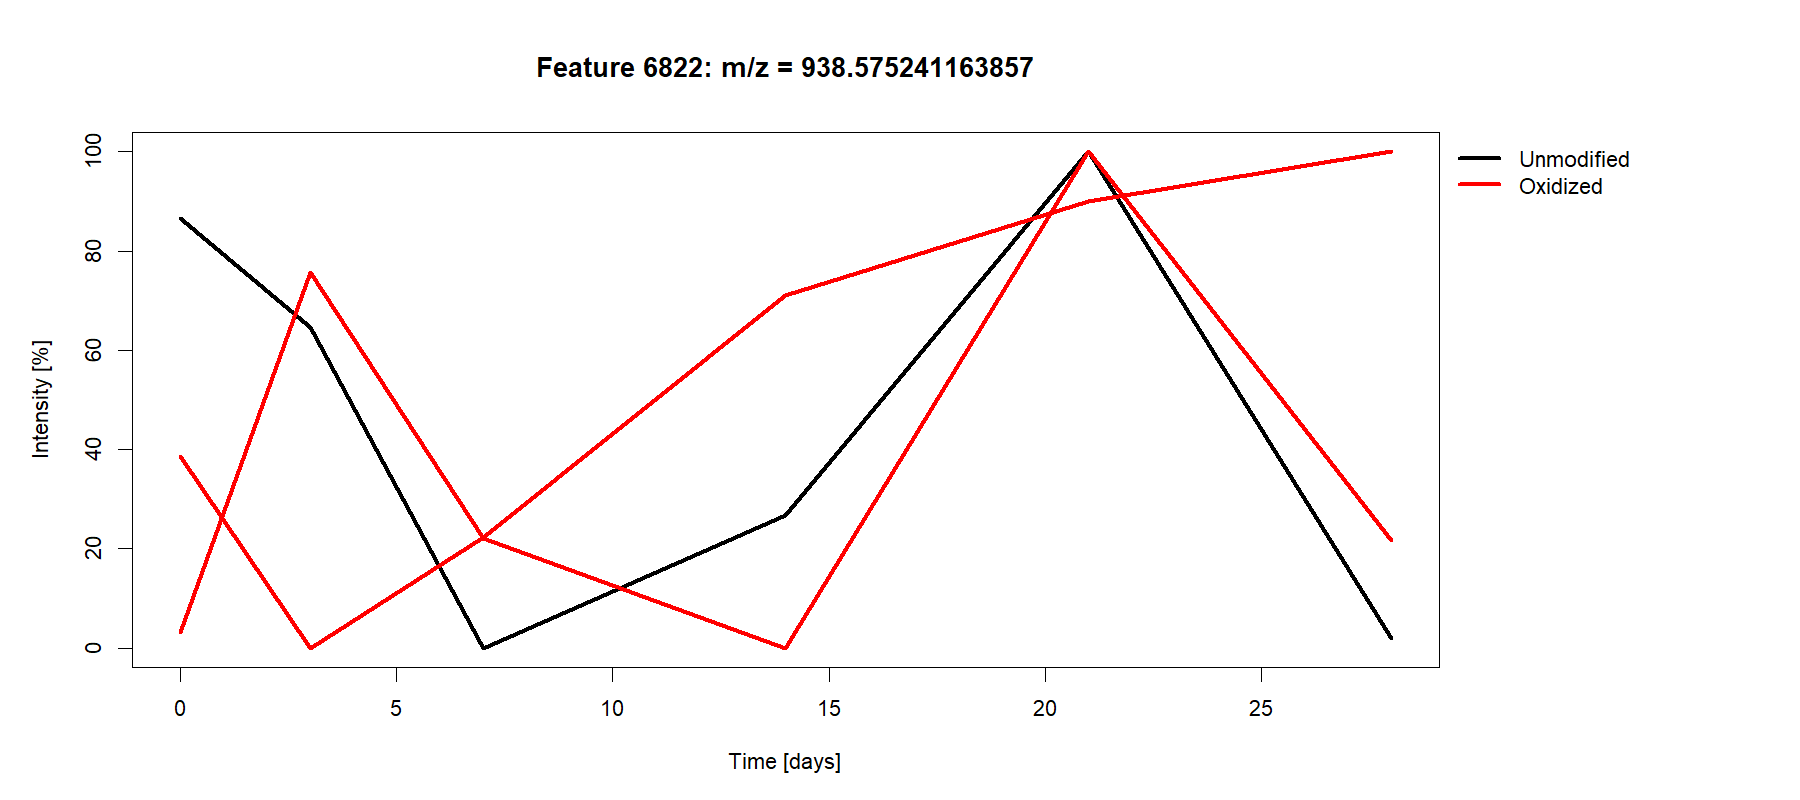 Feature 6822: m/z = 938.575241163857
Unmodified
Oxidized
100
80
60
40
20
0
Intensity [%]
0 5 10 15 20 25
Time [days]